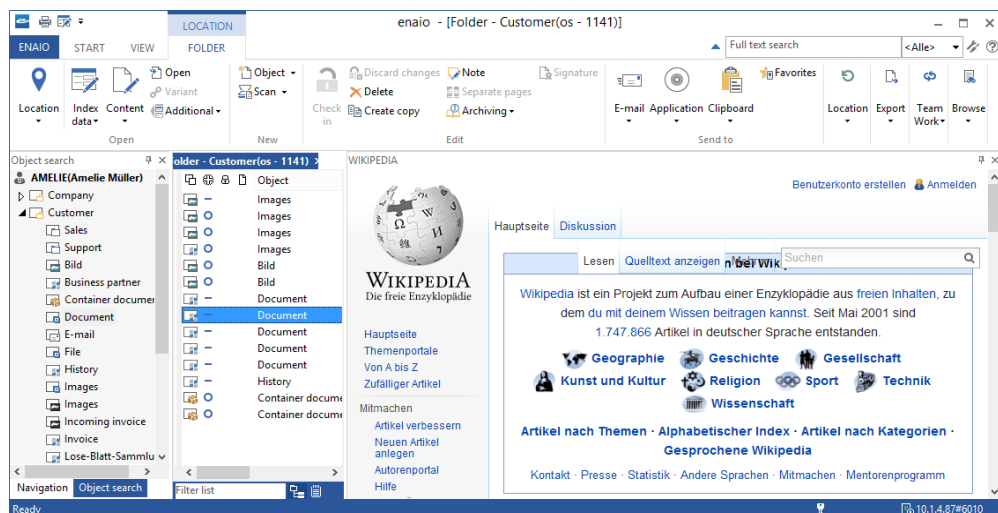 LOCATION
enaio - [Folder - Customer(os - 1141)]
ENAIO START VIEW FOLDER
Full text search
<Alle>
Location
Index data
Content
Open
Variant
Additional
Open
Object
Scan
New
Check in
Discard changes
Delete
Create copy
Note
Separate pages
Archiving
Signature
Edit
E-mail
Application
Clipboard
Favorites
Send to
Location
Export
Team Work
Browse
Object search
AMELIE(Amelie Müller)
Company
Customer
Sales
Support
Bild
Business partner
Container documer
Document
E-mail
File
History
Images
Images
Incoming invoice
Invoice
Lose-Blatt-Sammlu
Navigation Object search
older - Customer(os - 1141)
Object
Images
Images
Images
Images
Bild
Bild
Document
Document
Document
Document
Document
History
Container docume
Container docume
Filter list
WIKIPEDIA
Benutzerkonto erstellen Anmelden
WIKIPEDIA
Die freie Enzyklopädie
Hauptseite
Themenportale
Von A bis Z
Zufälliger Artikel
Mitmachen
Artikel verbessern
Neuen Artikel
anlegen
Autorenportal
Hilfe
Hauptseite Diskussion
Lesen Quelltext anzeigen
Suchen
Wikipedia ist ein Projekt zum Aufbau einer Enzyklopädie aus freien Inhalten, zu
dem du mit deinem Wissen beitragen kannst. Seit Mai 2001 sind
1.747.866 Artikel in deutscher Sprache entstanden.
Geographie Geschichte Gesellschaft
Kunst und Kultur Religion Sport Technik
Wissenschaft
Artikel nach Themen · Alphabetischer Index · Artikel nach Kategorien ·
Gesprochene Wikipedia
Kontakt · Presse · Statistik · Andere Sprachen · Mitmachen · Mentorenprogramm
Ready
10.1.4.87#6010